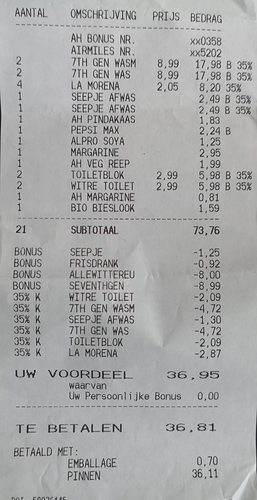 AANTAL OMSCHRIJVING PRIJS BEDRAG
AH BONUS NR. xx0358
AIRMILES NR. xx5202
2 7TH GEN WASM 8,99 17,98 B 35%
2 7TH GEN WAS 8,99 17,98 B 35%
4 LA MORENA 2,05 8,20 35%
1 SEEPJE AFWAS 2,49 B 35%
1 SEEPJE AFWAS 2,49 B 35%
1 AH PINDAKAAS 1,83
1 PEPSI MAX 2,24 B
1 ALPRO SOYA 1,25
1 MARGARINE 2,95
1 AH VEG REEP 1,99
2 TOILETBLOK 2,99 5,98 B 35%
2 WITRE TOILET 2,99 5,98 B 35%
1 AH MARGARINE 0,81
1 BIO BIESLOOK 1,59
21 SUBTOTAAL 73,76
BONUS SEEPJE -1,25
BONUS FRISDRANK -0,92
BONUS ALLEWITTEREU -8,00
BONUS SEVENTHGEN -8,99
35% K WITRE TOILET -2,09
35% K 7TH GEN WASM -4,72
35% K SEEPJE AFWAS -1,30
35% K 7TH GEN WAS -4,72
35% K TOILETBLOK -2,09
35% K LA MORENA -2,87
UW VOORDEEL 36,95
waarvan
Uw Persoonlijke Bonus 0,00
TE BETALEN 36,81
BETAALD MET:
EMBALLAGE 0,70
PINNEN 36,11